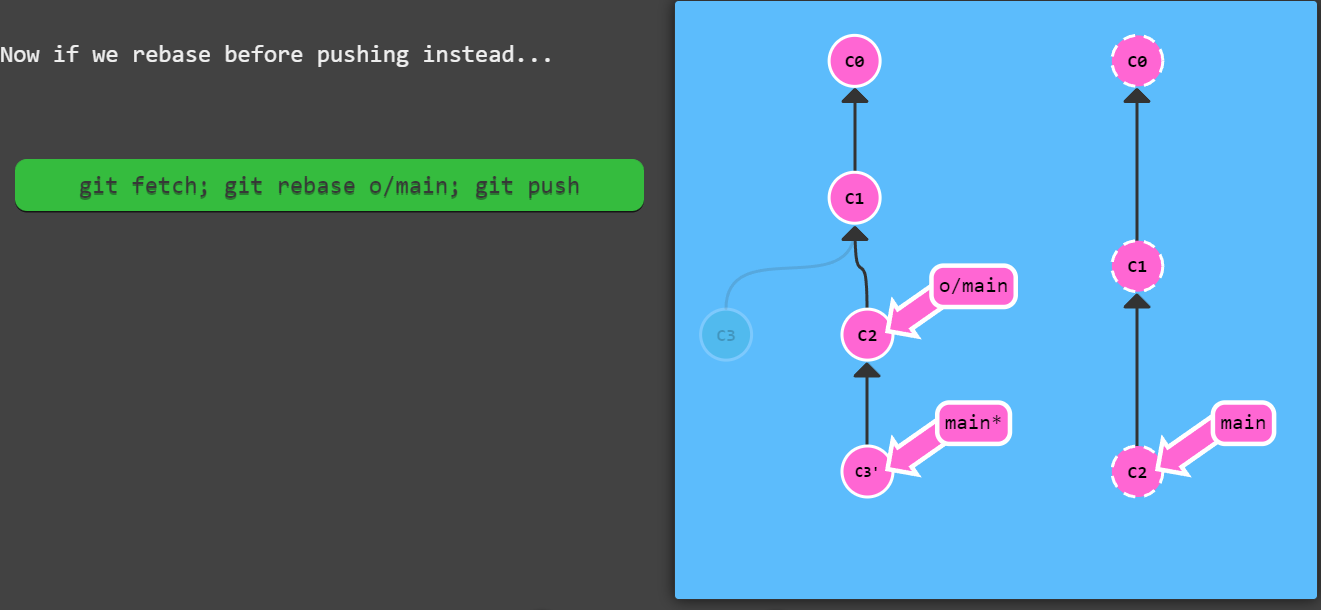 Now if we rebase before pushing instead...
git fetch; git rebase o/main; git push
C0
C0
C1
C1
o/main
C3
C2
main*
main
C3'
C2